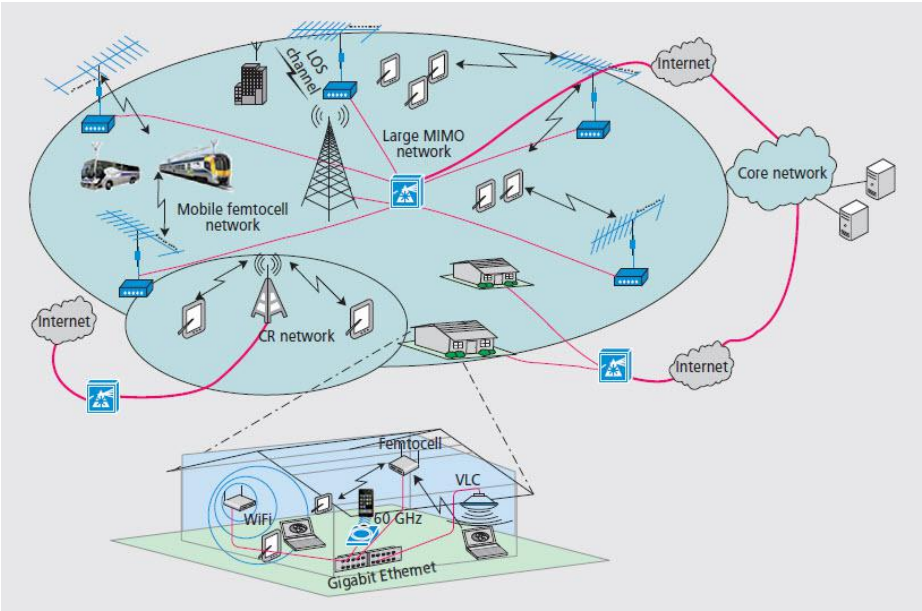 LOS
channel
Internet
Large MIMO
network
Core network
Mobile femtocell
network
Internet
CR network
Internet
Femtocell
VLC
WiFi
60 GHz
Gigabit Ethernet